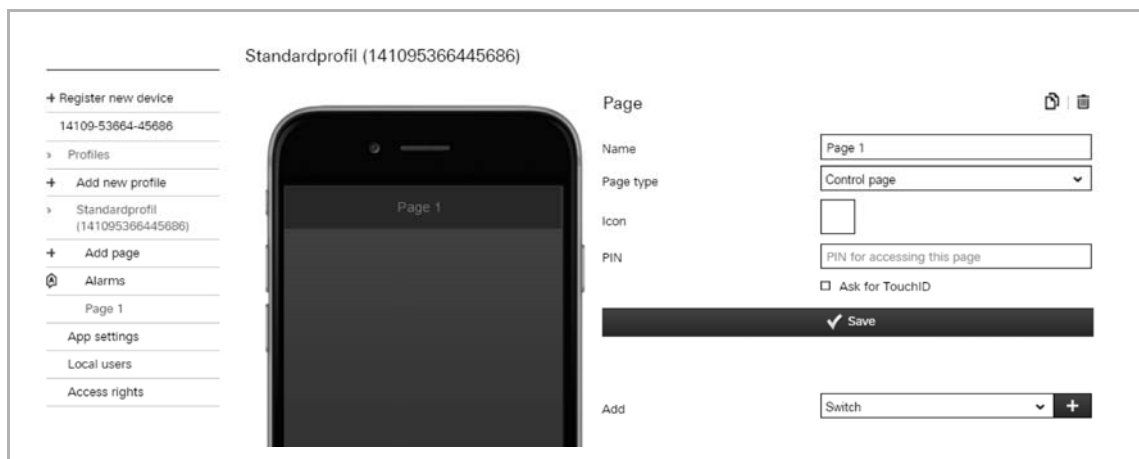 Standardprofil (141095366445686)
+ Register new device
14109-53664-45686
Profiles
+ Add new profile
Standardprofil
(141095366445686)
+ Add page
Alarms
Page 1
App settings
Local users
Access rights
Page 1
Page
Name Page 1
Page type Control page
Icon
PIN PIN for accessing this page
Ask for TouchID
Save
Add Switch +